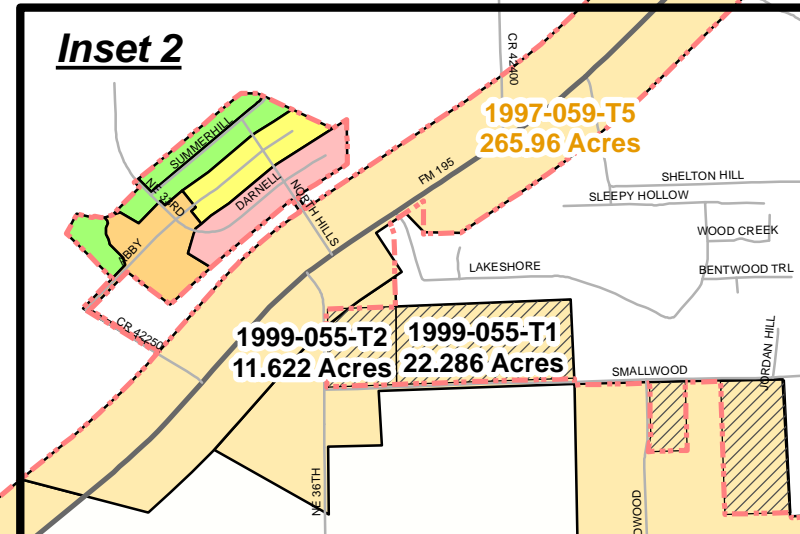 Inset 2
CR 42400
1997-059-T5
265.96 Acres
SUMMERHILL
FM 195
SHELTON HILL
NE 33RD
DARNELL
SLEEPY HOLLOW
NORTH HILLS
WOOD CREEK
ABBY
LAKESHORE
BENTWOOD TRL
CR 42250
1999-055-T2
11.622 Acres
1999-055-T1
22.286 Acres
JORDAN HILL
SMALLWOOD
NE 36TH
DWOOD